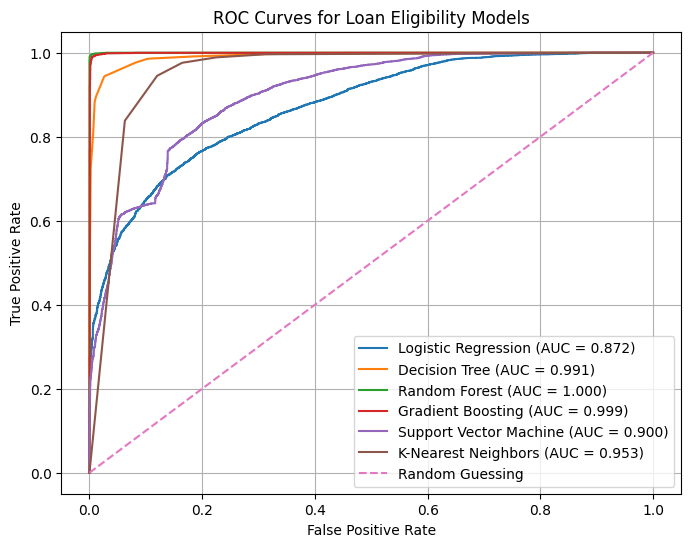 ROC Curves for Loan Eligibility Models
True Positive Rate
1.0
0.8
0.6
0.4
0.2
0.0
Logistic Regression (AUC = 0.872)
Decision Tree (AUC = 0.991)
Random Forest (AUC = 1.000)
Gradient Boosting (AUC = 0.999)
Support Vector Machine (AUC = 0.900)
K-Nearest Neighbors (AUC = 0.953)
Random Guessing
0.0 0.2 0.4 0.6 0.8 1.0
False Positive Rate